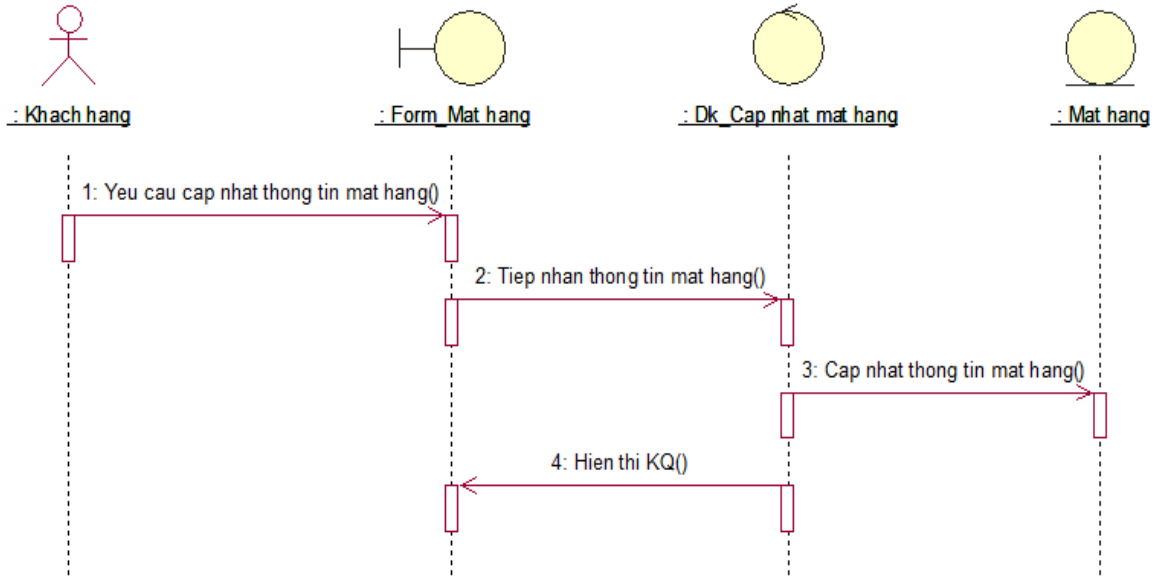 : Khach hang
: Form_Mat hang
: Dk_Cap nhat mat hang
: Mat hang
1: Yeu cau cap nhat thong tin mat hang()
2: Tiep nhan thong tin mat hang()
3: Cap nhat thong tin mat hang()
4: Hien thi KQ()